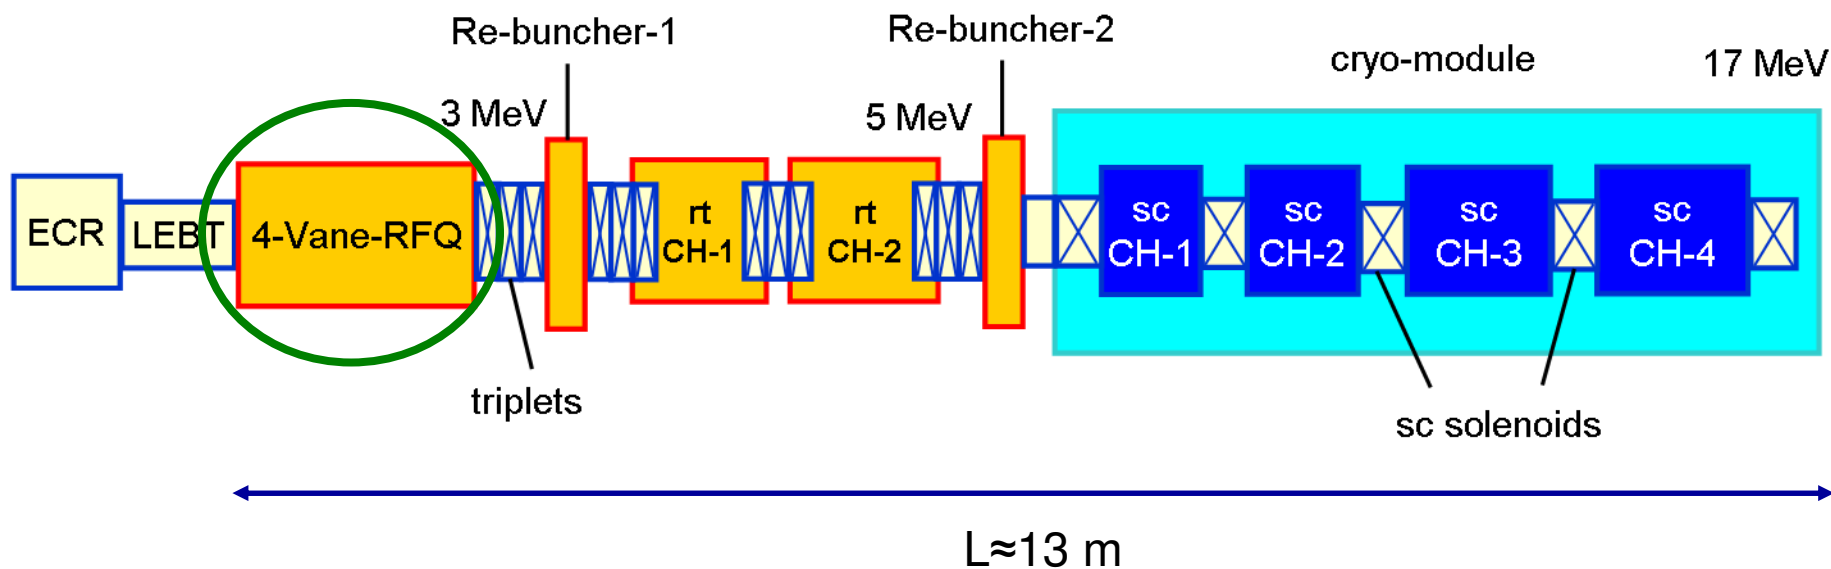 Re-buncher-1
Re-buncher-2
cryo-module
17 MeV
3 MeV
5 MeV
ECR
LEBT
4-Vane-RFQ
rt
CH-1
rt
CH-2
sc
CH-1
sc
CH-2
sc
CH-3
sc
CH-4
triplets
sc solenoids
L≈13 m